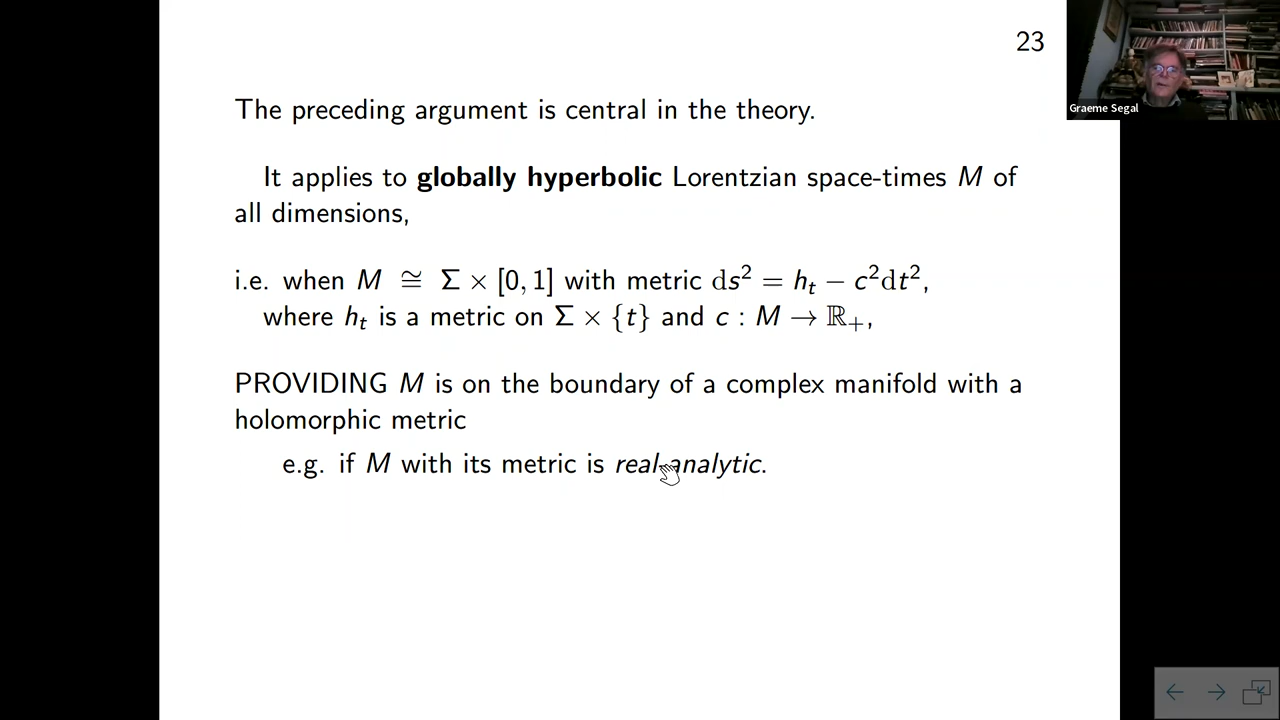 23
Graeme Segal
The preceding argument is central in the theory.
It applies to globally hyperbolic Lorentzian space-times M of
all dimensions,
i.e. when M ≅ Σ × [0, 1] with metric ds² = hₜ − c²dt²,
where hₜ is a metric on Σ × {t} and c : M → ℝ₊,
PROVIDING M is on the boundary of a complex manifold with a
holomorphic metric
e.g. if M with its metric is real-analytic.